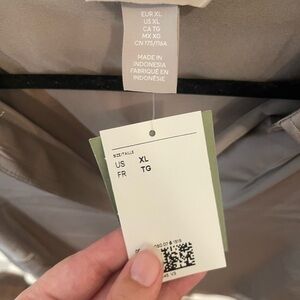 EUR XL
US XL
CA TG
MX XG
CN 175/116A
MADE IN
INDONESIA
FABRIQUÉ EN
INDONÉSIE
SIZE/TAILLE
US XL
FR TG